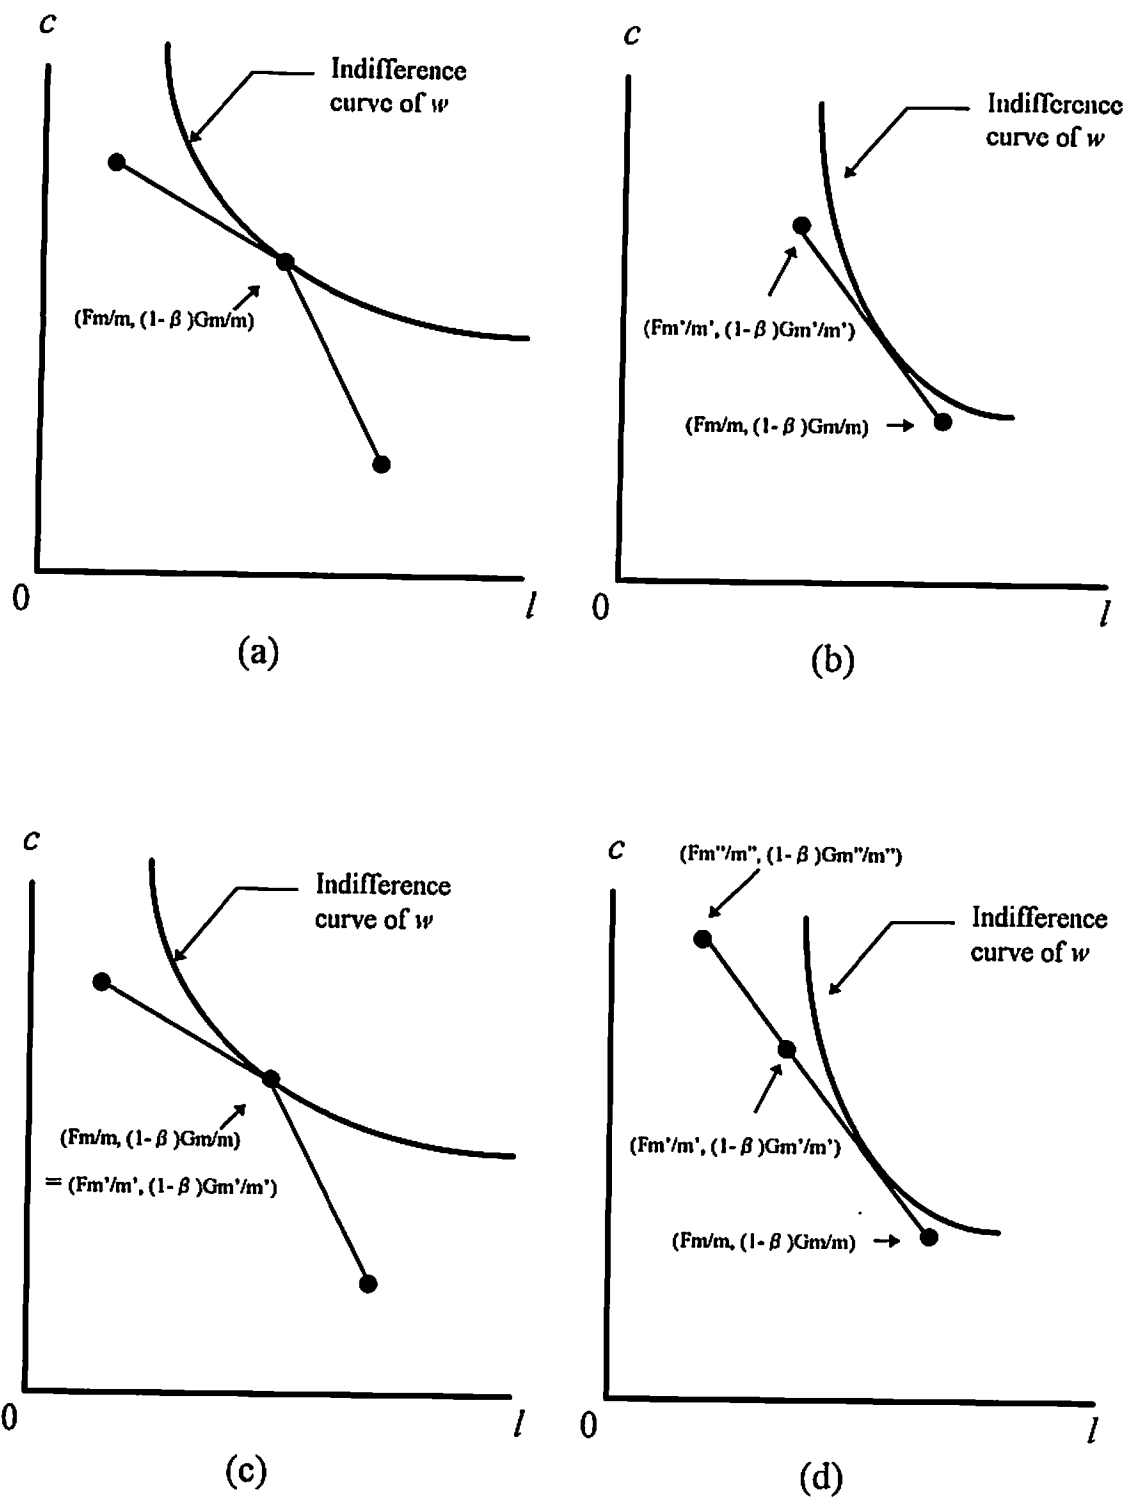 c
Indifference
curve of w
(Fm/m, (1-β)Gm/m)
0
l
(a)
c
Indifference
curve of w
(Fm'/m', (1-β)Gm'/m')
(Fm/m, (1-β)Gm/m)
0
l
(b)
c
Indifference
curve of w
(Fm/m, (1-β)Gm/m)
= (Fm'/m', (1-β)Gm'/m')
0
l
(c)
c
(Fm"/m", (1-β)Gm"/m")
Indifference
curve of w
(Fm'/m', (1-β)Gm'/m')
(Fm/m, (1-β)Gm/m)
0
l
(d)